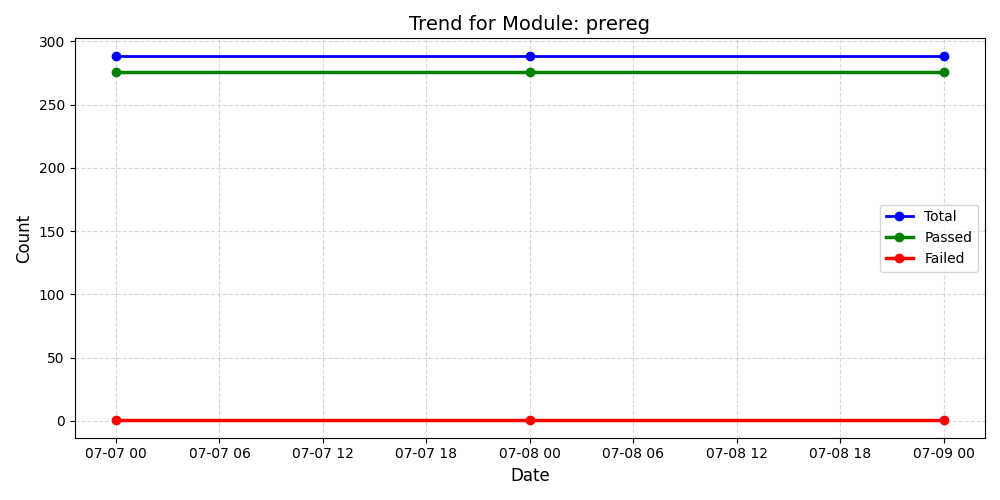 Trend for Module: prereg
300
250
200
150
100
50
0
Count
Total
Passed
Failed
07-07 00
07-07 06
07-07 12
07-07 18
07-08 00
07-08 06
07-08 12
07-08 18
07-09 00
Date